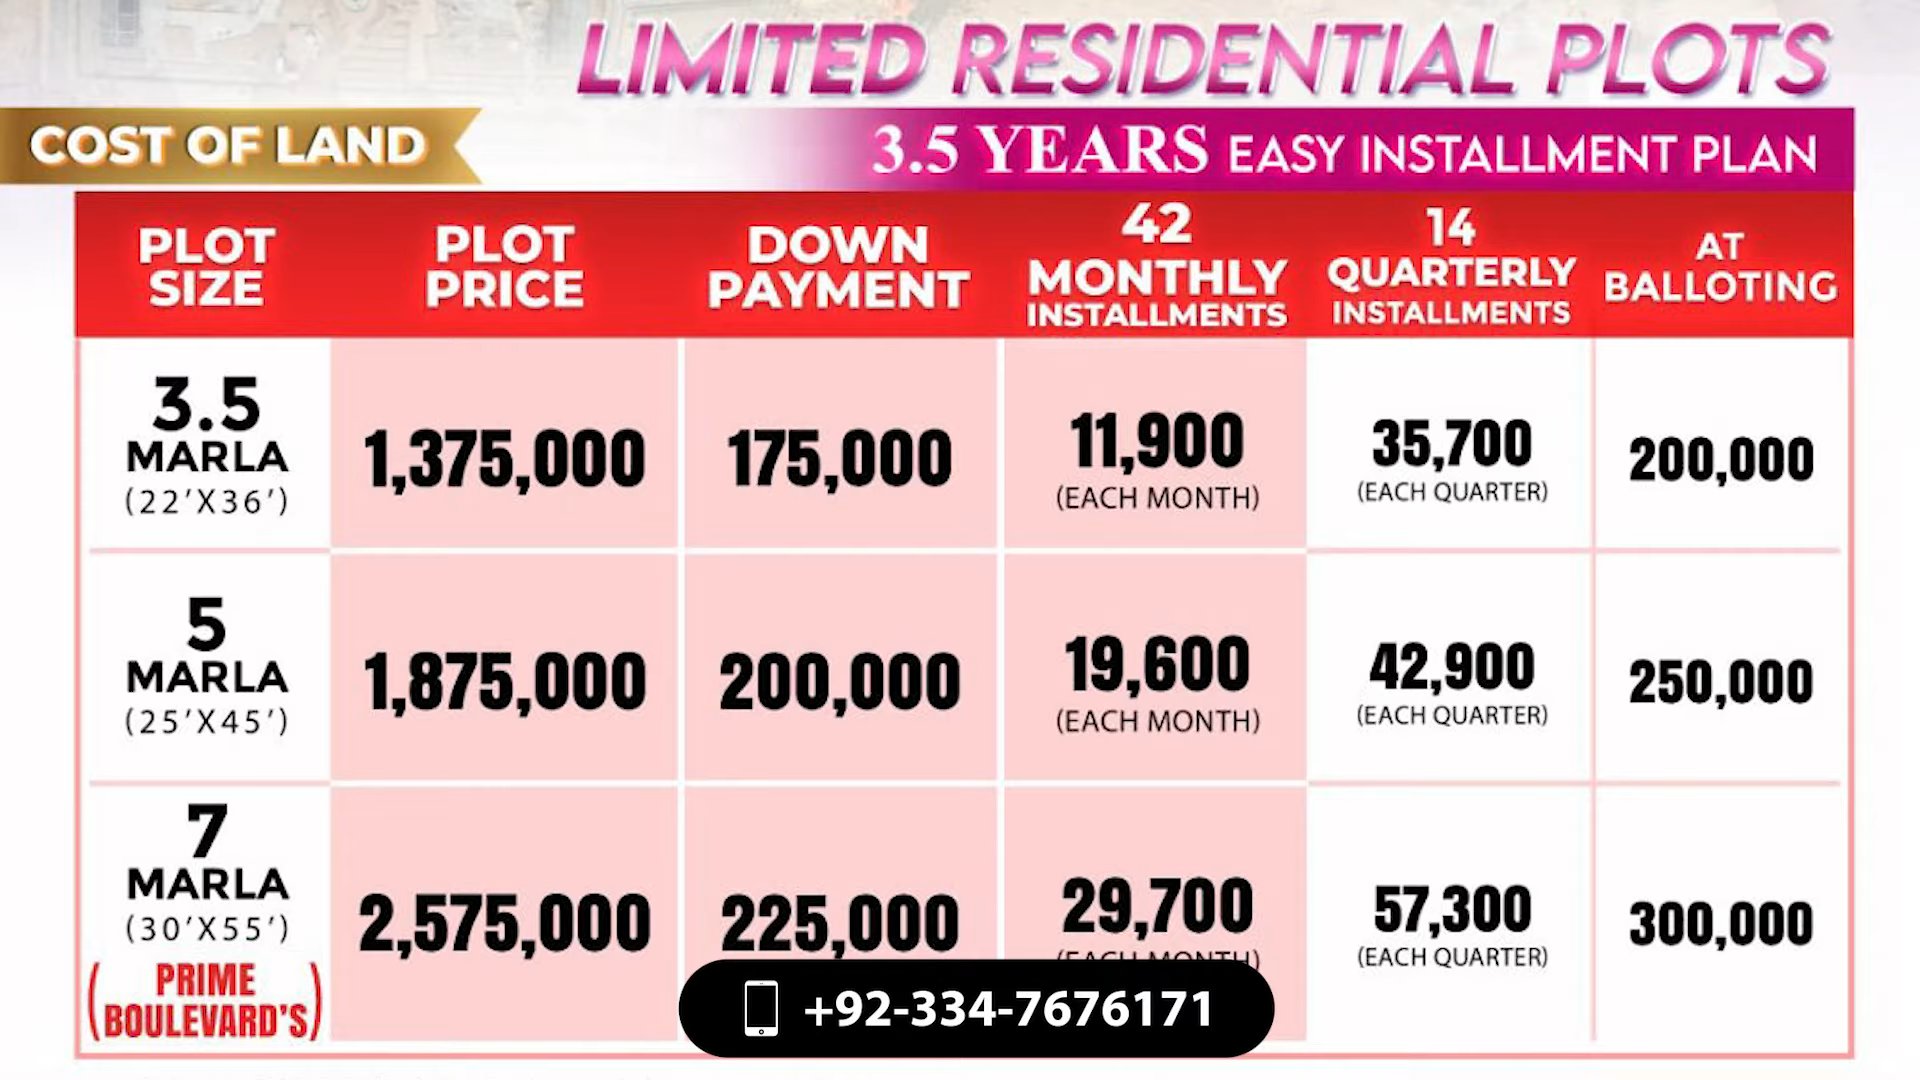 LIMITED RESIDENTIAL PLOTS
COST OF LAND
3.5 YEARS EASY INSTALLMENT PLAN
PLOT SIZE
PLOT PRICE
DOWN PAYMENT
42 MONTHLY INSTALLMENTS
14 QUARTERLY INSTALLMENTS
AT BALLOTING
3.5
MARLA
(22'X36')
1,375,000
175,000
11,900
(EACH MONTH)
35,700
(EACH QUARTER)
200,000
5
MARLA
(25'X45')
1,875,000
200,000
19,600
(EACH MONTH)
42,900
(EACH QUARTER)
250,000
7
MARLA
(30'X55')
(PRIME
BOULEVARD'S)
2,575,000
225,000
29,700
(EACH MONTH)
57,300
(EACH QUARTER)
300,000
+92-334-7676171